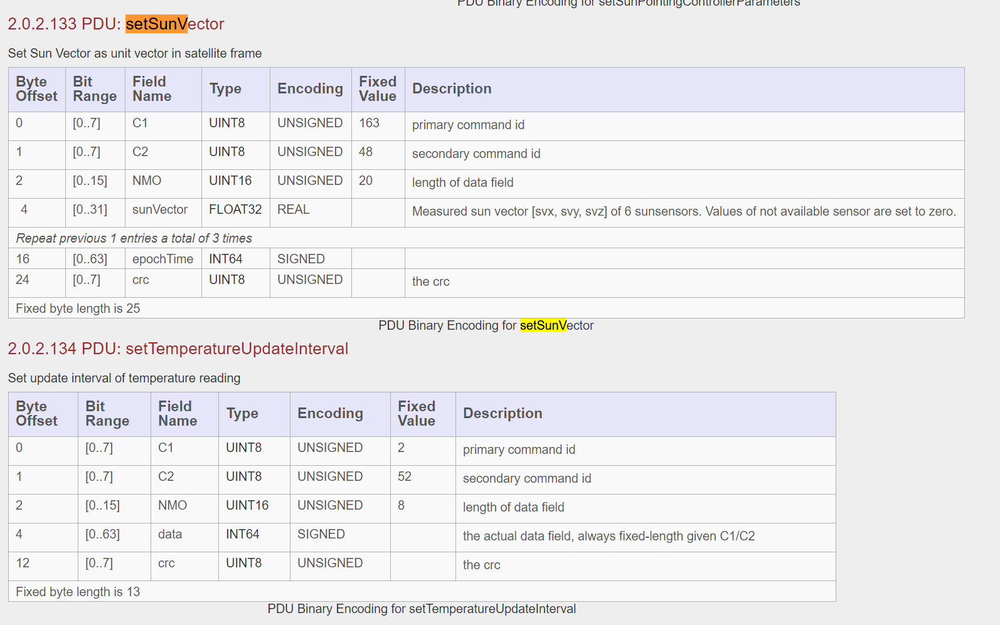 PDU Binary Encoding for setSunPointingControllerParameters
2.0.2.133 PDU: setSunVector
Set Sun Vector as unit vector in satellite frame
Byte Offset Bit Range Field Name Type Encoding Fixed Value Description
0 [0..7] C1 UINT8 UNSIGNED 163 primary command id
1 [0..7] C2 UINT8 UNSIGNED 48 secondary command id
2 [0..15] NMO UINT16 UNSIGNED 20 length of data field
4 [0..31] sunVector FLOAT32 REAL Measured sun vector [svx, svy, svz] of 6 sunsensors. Values of not available sensor are set to zero.
Repeat previous 1 entries a total of 3 times
16 [0..63] epochTime INT64 SIGNED
24 [0..7] crc UINT8 UNSIGNED the crc
Fixed byte length is 25
PDU Binary Encoding for setSunVector
2.0.2.134 PDU: setTemperatureUpdateInterval
Set update interval of temperature reading
Byte Offset Bit Range Field Name Type Encoding Fixed Value Description
0 [0..7] C1 UINT8 UNSIGNED 2 primary command id
1 [0..7] C2 UINT8 UNSIGNED 52 secondary command id
2 [0..15] NMO UINT16 UNSIGNED 8 length of data field
4 [0..63] data INT64 SIGNED the actual data field, always fixed-length given C1/C2
12 [0..7] crc UINT8 UNSIGNED the crc
Fixed byte length is 13
PDU Binary Encoding for setTemperatureUpdateInterval